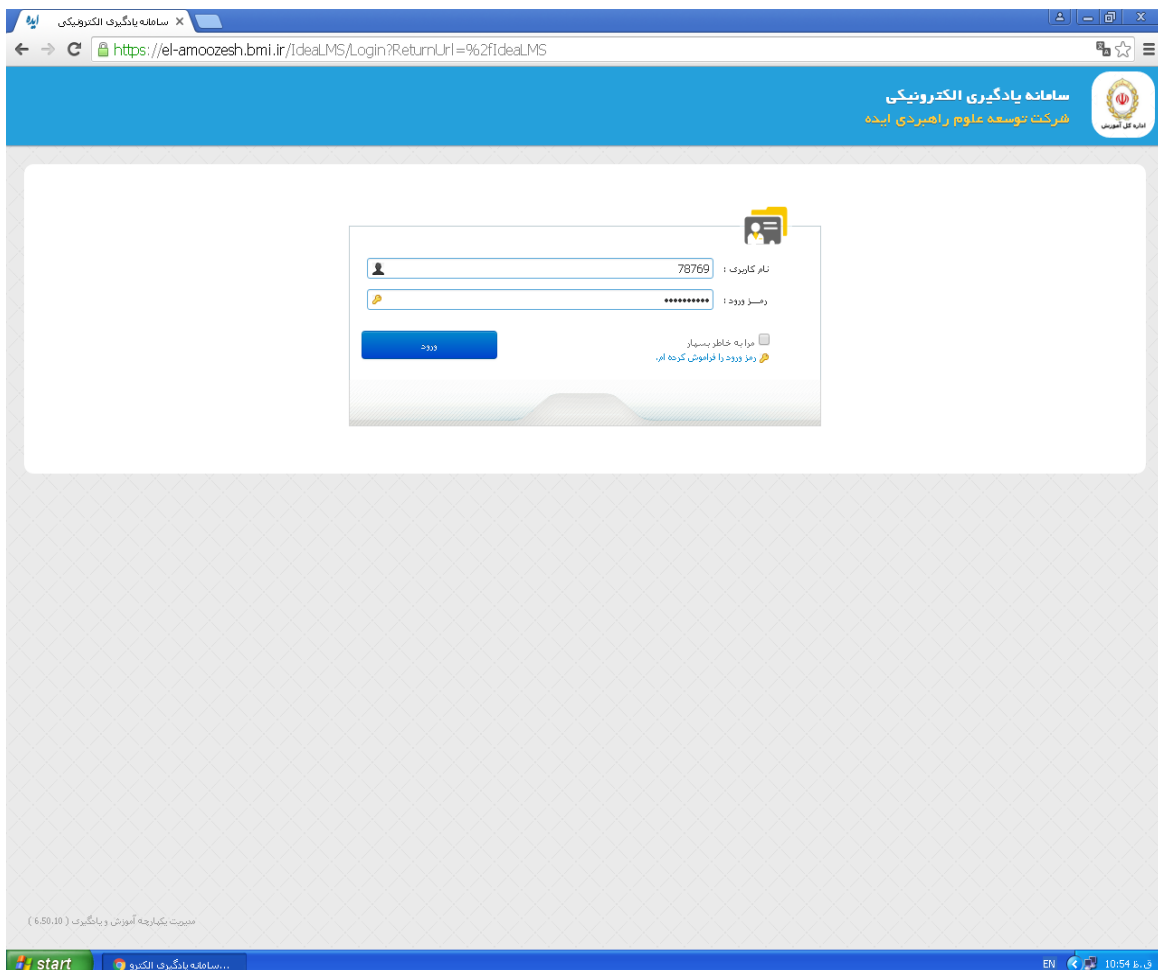 سامانه یادگیری الکترونیکی
https://el-amoozesh.bmi.ir/IdeaLMS/Login?ReturnUrl=%2fIdeaLMS
سامانه یادگیری الکترونیکی
شرکت توسعه علوم راهبردی ایده
اداره کل آموزش
نام کاربری : 78769
رمـــز ورود : ••••••••••
مرا به خاطر بسپار
رمز ورود را فراموش کرده ام.
ورود
مدیریت یکپارچه آموزش و یادگیری ( 6.50.10 )
start
سامانه یادگیری الکترو...
EN
10:54 ق.ظ